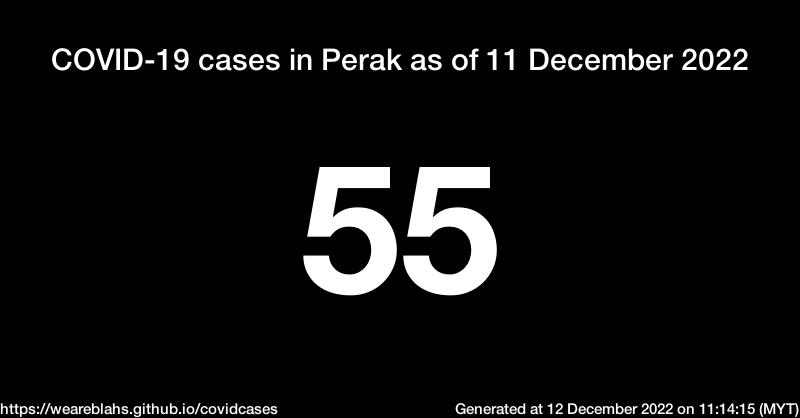 COVID-19 cases in Perak as of 11 December 2022
55
https://weareblahs.github.io/covidcases
Generated at 12 December 2022 on 11:14:15 (MYT)